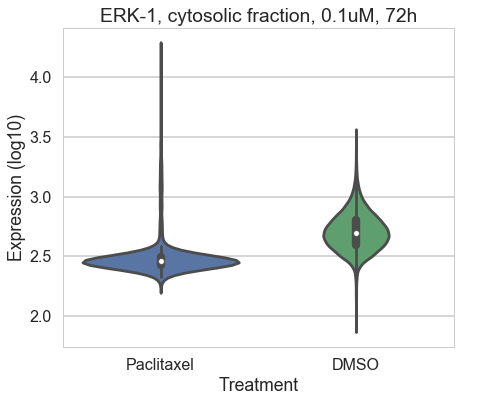 ERK-1, cytosolic fraction, 0.1uM, 72h
Expression (log10)
4.0
3.5
3.0
2.5
2.0
Paclitaxel DMSO
Treatment